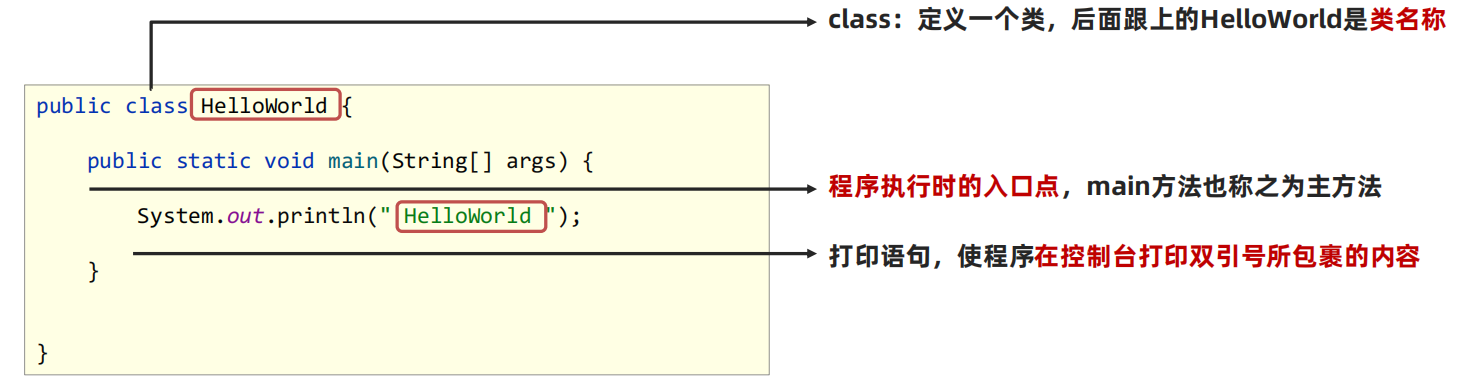 class：定义一个类，后面跟上的HelloWorld是类名称
public class HelloWorld {
public static void main(String[] args) {
程序执行时的入口点，main方法也称之为主方法
System.out.println(" HelloWorld ");
打印语句，使程序在控制台打印双引号所包裹的内容
}
}